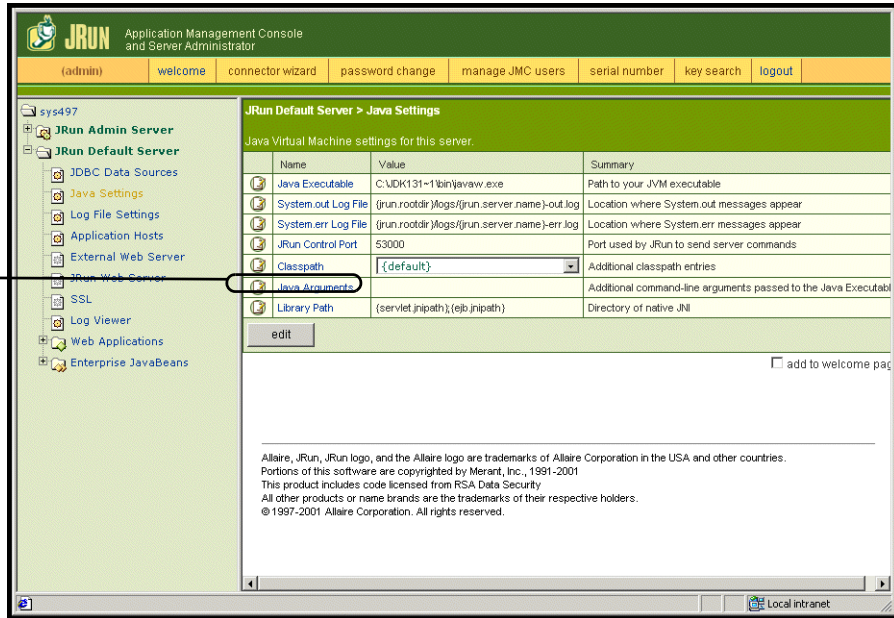 JRUN Application Management Console
and Server Administrator
(admin) welcome connector wizard password change manage JMC users serial number key search logout
sys497
JRun Admin Server
JRun Default Server
JDBC Data Sources
Java Settings
Log File Settings
Application Hosts
External Web Server
JRun Web Server
SSL
Log Viewer
Web Applications
Enterprise JavaBeans
JRun Default Server > Java Settings
Java Virtual Machine settings for this server.
Name Value Summary
Java Executable C:\JDK131~1\bin\javaw.exe Path to your JVM executable
System.out Log File {jrun.rootdir}/logs/{jrun.server.name}-out.log Location where System.out messages appear
System.err Log File {jrun.rootdir}/logs/{jrun.server.name}-err.log Location where System.err messages appear
JRun Control Port 53000 Port used by JRun to send server commands
Classpath {default} Additional classpath entries
Java Arguments Additional command-line arguments passed to the Java Executabl
Library Path {servlet.jnipath};{ejb.jnipath} Directory of native JNI
edit
add to welcome pag
Allaire, JRun, JRun logo, and the Allaire logo are trademarks of Allaire Corporation in the USA and other countries.
Portions of this software are copyrighted by Merant, Inc., 1991-2001
This product includes code licensed from RSA Data Security
All other products or name brands are the trademarks of their respective holders.
© 1997-2001 Allaire Corporation. All rights reserved.
Local intranet